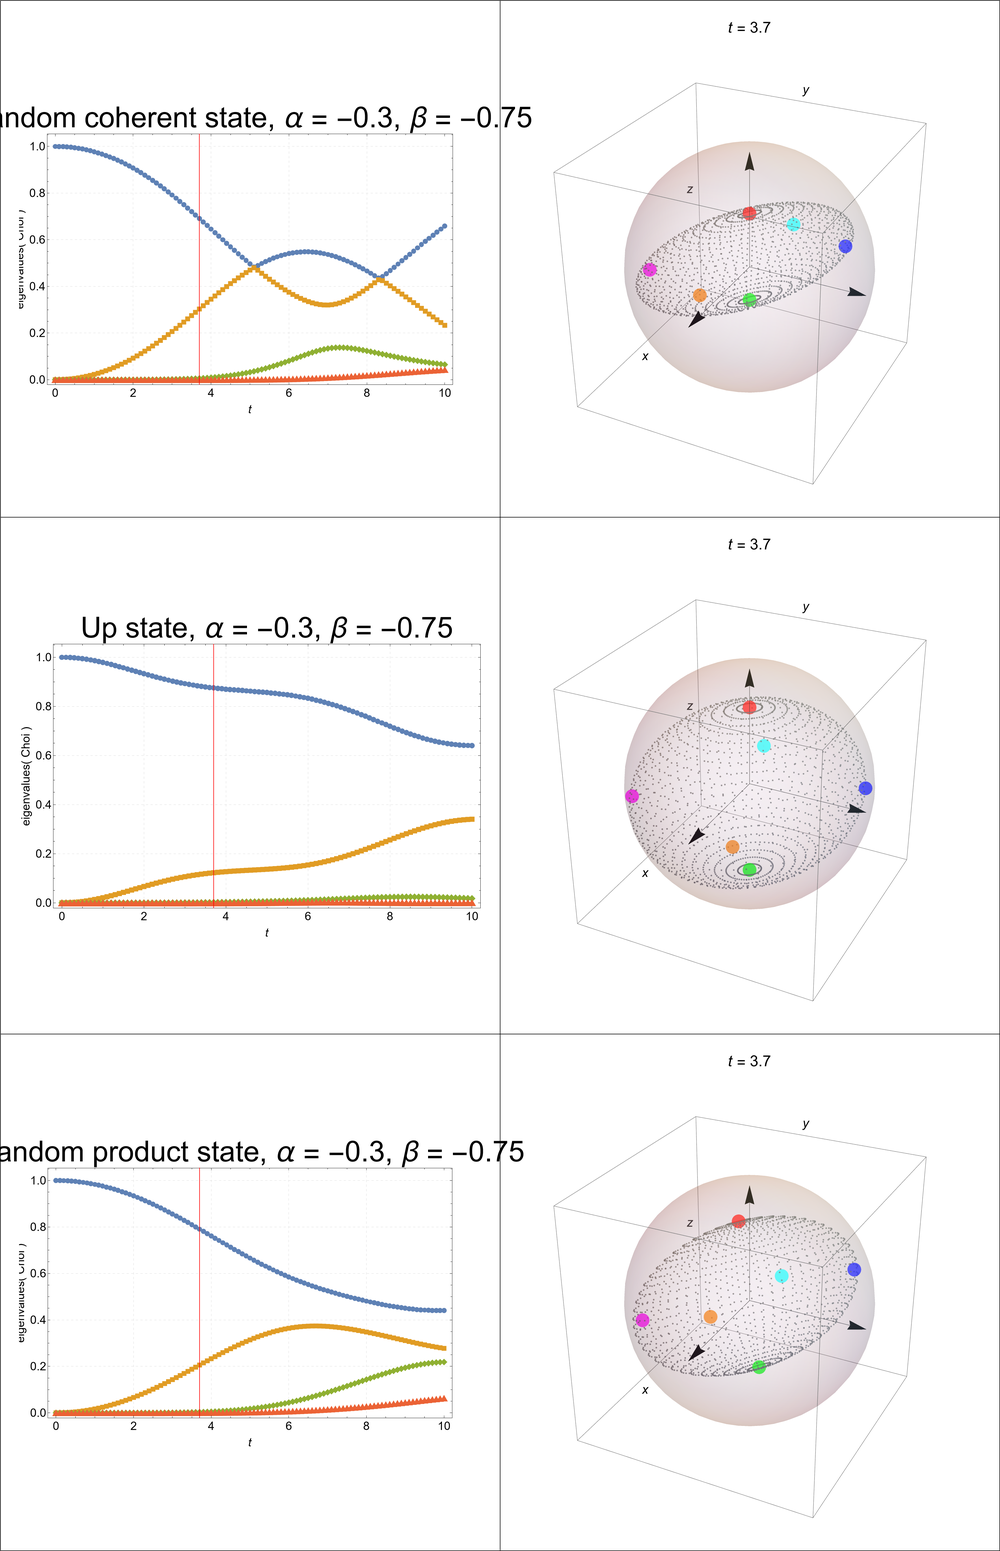 t = 3.7
andom coherent state, α = −0.3, β = −0.75
y
1.0
z
0.8
0.6
eigenvalues( Choi )
0.4
x
0.2
0.0
0 2 4 6 8 10
t
t = 3.7
y
Up state, α = −0.3, β = −0.75
1.0
z
0.8
eigenvalues( Choi )
0.6
0.4
x
0.2
0.0
0 2 4 6 8 10
t
t = 3.7
y
andom product state, α = −0.3, β = −0.75
1.0
z
0.8
0.6
eigenvalues( Choi )
0.4
x
0.2
0.0
0 2 4 6 8 10
t